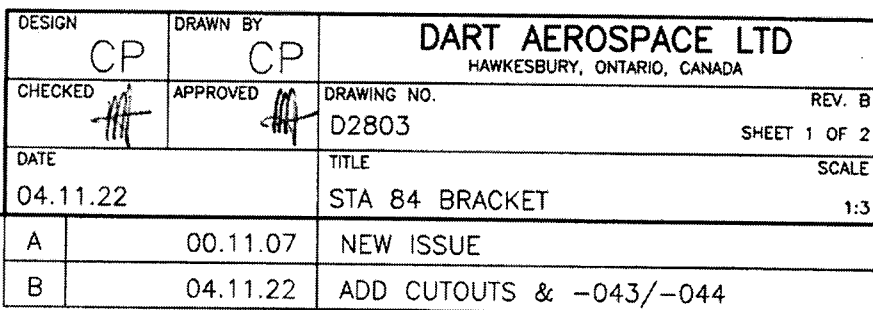 DESIGN
CP
DRAWN BY
CP
DART AEROSPACE LTD
HAWKESBURY, ONTARIO, CANADA
CHECKED
APPROVED
DRAWING NO.
D2803
REV. B
SHEET 1 OF 2
DATE
04.11.22
TITLE
STA 84 BRACKET
SCALE
1:3
A 00.11.07 NEW ISSUE
B 04.11.22 ADD CUTOUTS & -043/-044